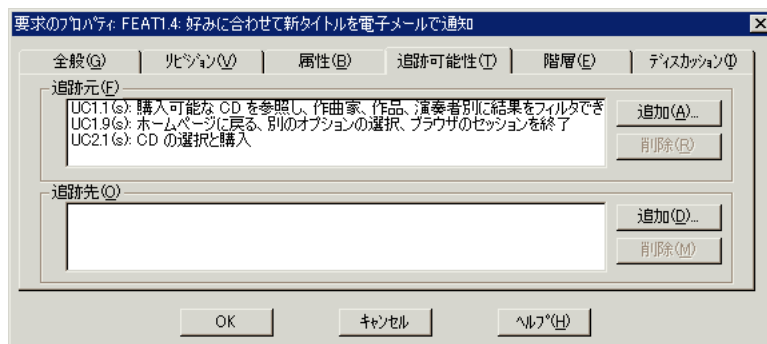 要求のプロパティ: FEAT1.4: 好みに合わせて新タイトルを電子メールで通知
全般(G) リビジョン(V) 属性(B) 追跡可能性(T) 階層(E) ディスカッション(I)
追跡元(F)
UC1.1(s): 購入可能な CD を参照し、作曲家、作品、演奏者別に結果をフィルタでき
UC1.9(s): ホームページに戻る、別のオプションの選択、ブラウザのセッションを終了
UC2.1(s): CD の選択と購入
追加(A)...
削除(R)
追跡先(O)
追加(D)...
削除(M)
OK キャンセル ヘルプ(H)